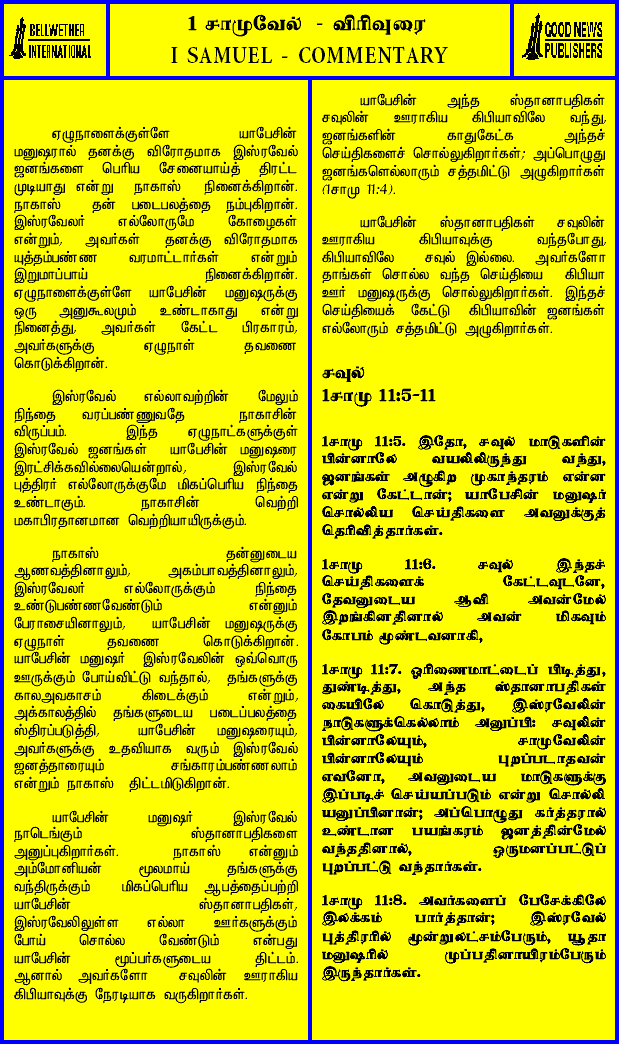 BELLWETHER
INTERNATIONAL
1 சாமுவேல் - விரிவுரை
I SAMUEL - COMMENTARY
GOOD NEWS
PUBLISHERS
ஏழுநாளைக்குள்ளே யாபேசின்
மனுஷரால் தனக்கு விரோதமாக இஸ்ரவேல்
ஜனங்களை பெரிய சேனையாய்த் திரட்ட
முடியாது என்று நாகாஸ் நினைக்கிறான்.
நாகாஸ் தன் படைபலத்தை நம்புகிறான்.
இஸ்ரவேலர் எல்லோருமே கோழைகள்
என்றும், அவர்கள் தனக்கு விரோதமாக
யுத்தம்பண்ண வரமாட்டார்கள் என்றும்
இறுமாப்பாய் நினைக்கிறான்.
ஏழுநாளைக்குள்ளே யாபேசின் மனுஷருக்கு
ஒரு அனுகூலமும் உண்டாகாது என்று
நினைத்து, அவர்கள் கேட்ட பிரகாரம்,
அவர்களுக்கு ஏழுநாள் தவணை
கொடுக்கிறான்.
இஸ்ரவேல் எல்லாவற்றின் மேலும்
நிந்தை வரப்பண்ணுவதே நாகாசின்
விருப்பம். இந்த ஏழுநாட்களுக்குள்
இஸ்ரவேல் ஜனங்கள் யாபேசின் மனுஷரை
இரட்சிக்கவில்லையென்றால், இஸ்ரவேல்
புத்திரர் எல்லோருக்குமே மிகப்பெரிய நிந்தை
உண்டாகும். நாகாசின் வெற்றி
மகாபிரதானமான வெற்றியாயிருக்கும்.
நாகாஸ் தன்னுடைய
ஆணவத்தினாலும், அகம்பாவத்தினாலும்,
இஸ்ரவேலர் எல்லோருக்கும் நிந்தை
உண்டுபண்ணவேண்டும் என்னும்
பேராசையினாலும், யாபேசின் மனுஷருக்கு
ஏழுநாள் தவணை கொடுக்கிறான்.
யாபேசின் மனுஷர் இஸ்ரவேலின் ஒவ்வொரு
ஊருக்கும் போய்விட்டு வந்தால், தங்களுக்கு
காலஅவகாசம் கிடைக்கும் என்றும்,
அக்காலத்தில் தங்களுடைய படைப்பலத்தை
ஸ்திரப்படுத்தி, யாபேசின் மனுஷரையும்,
அவர்களுக்கு உதவியாக வரும் இஸ்ரவேல்
ஜனத்தாரையும் சங்காரம்பண்ணலாம்
என்றும் நாகாஸ் திட்டமிடுகிறான்.
யாபேசின் மனுஷர் இஸ்ரவேல்
நாடெங்கும் ஸ்தானாபதிகளை
அனுப்புகிறார்கள். நாகாஸ் என்னும்
அம்மோனியன் மூலமாய் தங்களுக்கு
வந்திருக்கும் மிகப்பெரிய ஆபத்தைப்பற்றி
யாபேசின் ஸ்தானாபதிகள்,
இஸ்ரவேலிலுள்ள எல்லா ஊர்களுக்கும்
போய் சொல்ல வேண்டும் என்பது
யாபேசின் மூப்பர்களுடைய திட்டம்.
ஆனால் அவர்களோ சவுலின் ஊராகிய
கிபியாவுக்கு நேரடியாக வருகிறார்கள்.
யாபேசின் அந்த ஸ்தானாபதிகள்
சவுலின் ஊராகிய கிபியாவிலே வந்து,
ஜனங்களின் காதுகேட்க அந்தச்
செய்திகளைச் சொல்லுகிறார்கள்; அப்பொழுது
ஜனங்களெல்லாரும் சத்தமிட்டு அழுகிறார்கள்
(1சாமு 11:4).
யாபேசின் ஸ்தானாபதிகள் சவுலின்
ஊராகிய கிபியாவுக்கு வந்தபோது,
கிபியாவிலே சவுல் இல்லை. அவர்களோ
தாங்கள் சொல்ல வந்த செய்தியை கிபியா
ஊர் மனுஷருக்கு சொல்லுகிறார்கள். இந்தச்
செய்தியைக் கேட்டு கிபியாவின் ஜனங்கள்
எல்லோரும் சத்தமிட்டு அழுகிறார்கள்.
சவுல்
1சாமு 11:5-11
1சாமு 11:5. இதோ, சவுல் மாடுகளின்
பின்னாலே வயலிலிருந்து வந்து,
ஜனங்கள் அழுகிற முகாந்தரம் என்ன
என்று கேட்டான்; யாபேசின் மனுஷர்
சொல்லிய செய்திகளை அவனுக்குத்
தெரிவித்தார்கள்.
1சாமு 11:6. சவுல் இந்தச்
செய்திகளைக் கேட்டவுடனே,
தேவனுடைய ஆவி அவன்மேல்
இறங்கினதினால் அவன் மிகவும்
கோபம் மூண்டவனாகி,
1சாமு 11:7. ஓரிணைமாட்டைப் பிடித்து,
துண்டித்து, அந்த ஸ்தானாபதிகள்
கையிலே கொடுத்து, இஸ்ரவேலின்
நாடுகளுக்கெல்லாம் அனுப்பி: சவுலின்
பின்னாலேயும், சாமுவேலின்
பின்னாலேயும் புறப்படாதவன்
எவனோ, அவனுடைய மாடுகளுக்கு
இப்படிச் செய்யப்படும் என்று சொல்லி
யனுப்பினான்; அப்பொழுது கர்த்தரால்
உண்டான பயங்கரம் ஜனத்தின்மேல்
வந்ததினால், ஒருமனப்பட்டுப்
புறப்பட்டு வந்தார்கள்.
1சாமு 11:8. அவர்களைப் பேசேக்கிலே
இலக்கம் பார்த்தான்; இஸ்ரவேல்
புத்திரரில் மூன்றுலட்சம்பேரும், யூதா
மனுஷரில் முப்பதினாயிரம்பேரும்
இருந்தார்கள்.